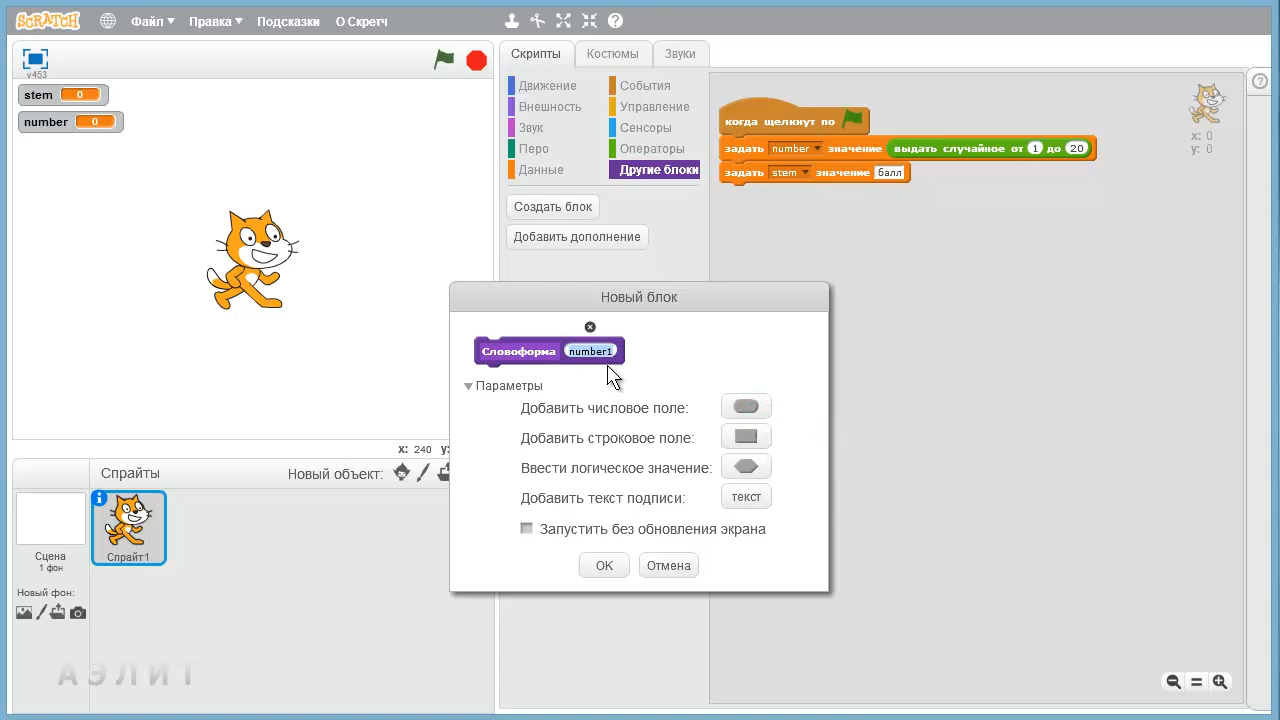 SCRATCH Файл Правка Подсказки О Скретч
v453
stem 0
number 0
Скрипты Костюмы Звуки
Движение События
Внешность Управление
Звук Сенсоры
Перо Операторы
Данные Другие блоки
Создать блок
Добавить дополнение
когда щелкнут по
задать number значение выдать случайное от 1 до 20
задать stem значение балл
x: 0
y: 0
Новый блок
Словоформа number1
Параметры
Добавить числовое поле:
Добавить строковое поле:
Ввести логическое значение:
Добавить текст подписи: текст
Запустить без обновления экрана
OK Отмена
x: 240 y:
Спрайты Новый объект:
Сцена
1 фон
Спрайт1
Новый фон:
АЭЛИТ